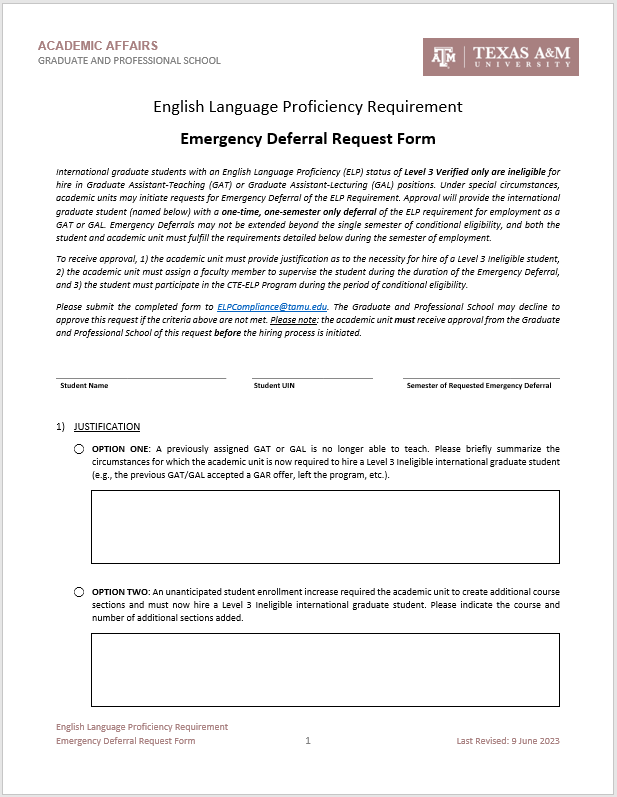 ACADEMIC AFFAIRS
GRADUATE AND PROFESSIONAL SCHOOL
TEXAS A&M
UNIVERSITY
English Language Proficiency Requirement
Emergency Deferral Request Form
International graduate students with an English Language Proficiency (ELP) status of Level 3 Verified only are ineligible for
hire in Graduate Assistant-Teaching (GAT) or Graduate Assistant-Lecturing (GAL) positions. Under special circumstances,
academic units may initiate requests for Emergency Deferral of the ELP Requirement. Approval will provide the international
graduate student (named below) with a one-time, one-semester only deferral of the ELP requirement for employment as a
GAT or GAL. Emergency Deferrals may not be extended beyond the single semester of conditional eligibility, and both the
student and academic unit must fulfill the requirements detailed below during the semester of employment.
To receive approval, 1) the academic unit must provide justification as to the necessity for hire of a Level 3 Ineligible student,
2) the academic unit must assign a faculty member to supervise the student during the duration of the Emergency Deferral,
and 3) the student must participate in the CTE-ELP Program during the period of conditional eligibility.
Please submit the completed form to ELPCompliance@tamu.edu. The Graduate and Professional School may decline to
approve this request if the criteria above are not met. Please note: the academic unit must receive approval from the Graduate
and Professional School of this request before the hiring process is initiated.
Student Name
Student UIN
Semester of Requested Emergency Deferral
1) JUSTIFICATION
OPTION ONE: A previously assigned GAT or GAL is no longer able to teach. Please briefly summarize the
circumstances for which the academic unit is now required to hire a Level 3 Ineligible international graduate student
(e.g., the previous GAT/GAL accepted a GAR offer, left the program, etc.).
OPTION TWO: An unanticipated student enrollment increase required the academic unit to create additional course
sections and must now hire a Level 3 Ineligible international graduate student. Please indicate the course and
number of additional sections added.
English Language Proficiency Requirement
Emergency Deferral Request Form
1
Last Revised: 9 June 2023